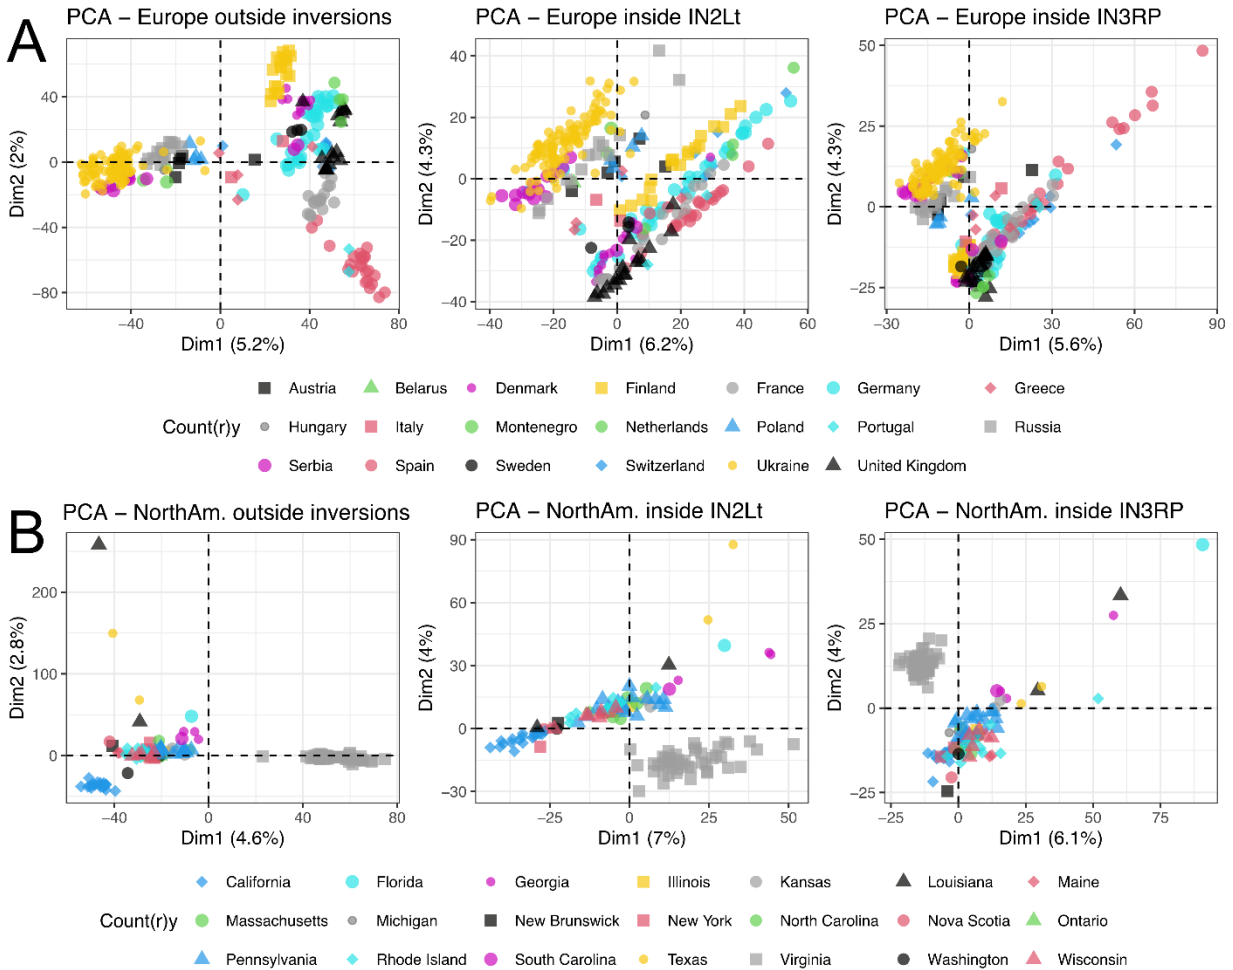 A
PCA – Europe outside inversions
PCA – Europe inside IN2Lt
PCA – Europe inside IN3RP
Dim2 (2%)
40
0
−40
−80
−40
0
40
80
Dim1 (5.2%)
Dim2 (4.3%)
40
20
0
−20
−40
−40
−20
0
20
40
60
Dim1 (6.2%)
Dim2 (4.3%)
50
25
0
−25
−30
0
30
60
90
Dim1 (5.6%)
Count(r)y
Austria Belarus Denmark Finland France Germany Greece
Hungary Italy Montenegro Netherlands Poland Portugal Russia
Serbia Spain Sweden Switzerland Ukraine United Kingdom
B
PCA – NorthAm. outside inversions
PCA – NorthAm. inside IN2Lt
PCA – NorthAm. inside IN3RP
Dim2 (2.8%)
200
100
0
−40
0
40
80
Dim1 (4.6%)
Dim2 (4%)
90
60
30
0
−30
−25
0
25
50
Dim1 (7%)
Dim2 (4%)
50
25
0
−25
−25
0
25
50
75
Dim1 (6.1%)
Count(r)y
California Florida Georgia Illinois Kansas Louisiana Maine
Massachusetts Michigan New Brunswick New York North Carolina Nova Scotia Ontario
Pennsylvania Rhode Island South Carolina Texas Virginia Washington Wisconsin